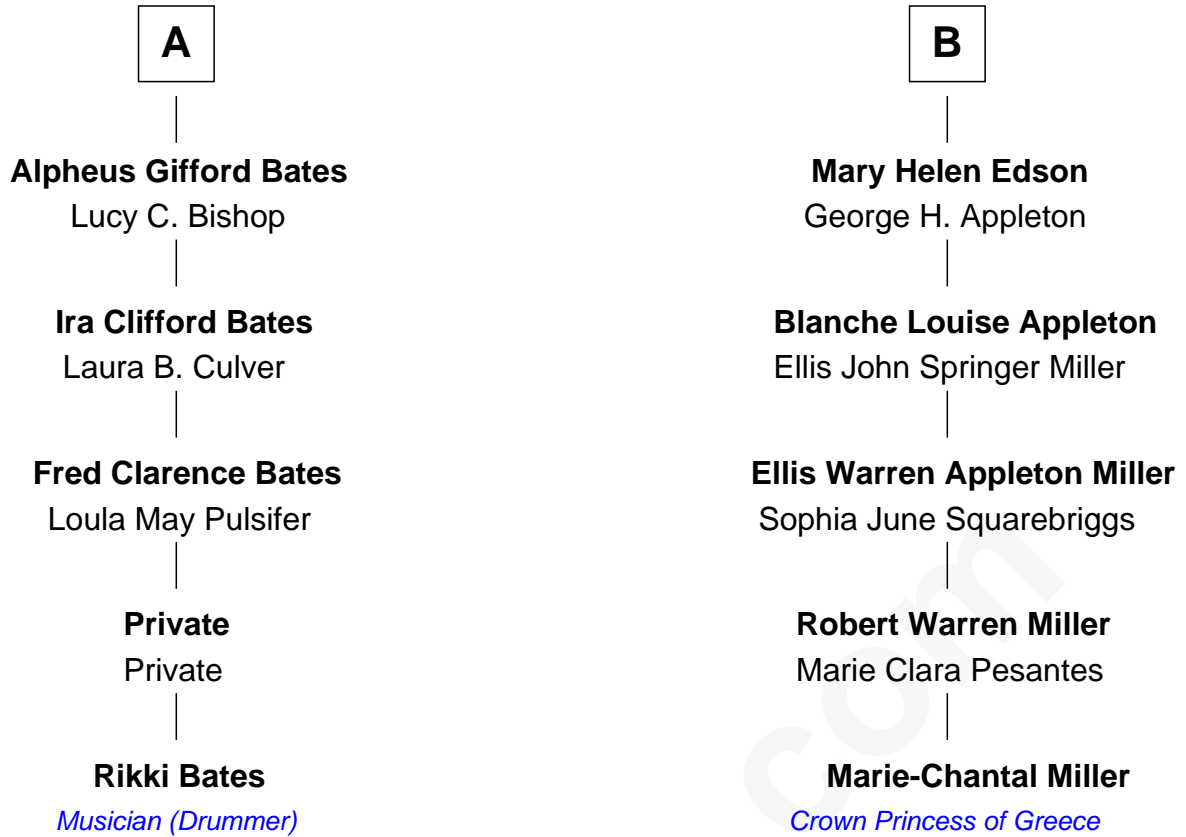 A
Alpheus Gifford Bates
Lucy C. Bishop
Ira Clifford Bates
Laura B. Culver
Fred Clarence Bates
Loula May Pulsifer
Private
Private
Rikki Bates
Musician (Drummer)
B
Mary Helen Edson
George H. Appleton
Blanche Louise Appleton
Ellis John Springer Miller
Ellis Warren Appleton Miller
Sophia June Squarebriggs
Robert Warren Miller
Marie Clara Pesantes
Marie-Chantal Miller
Crown Princess of Greece
com